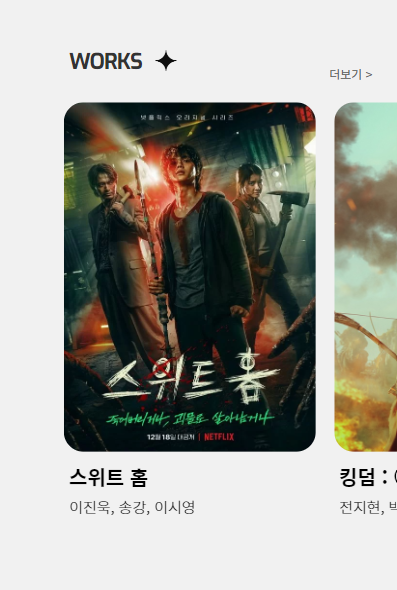 WORKS
더보기 >
넷플릭스 오리지널 시리즈
스위트홈
죽어버리거나, 괴물로 살아남거나
12월 18일 대공개 | NETFLIX
스위트 홈
이진욱, 송강, 이시영
킹덤 :
전지현,